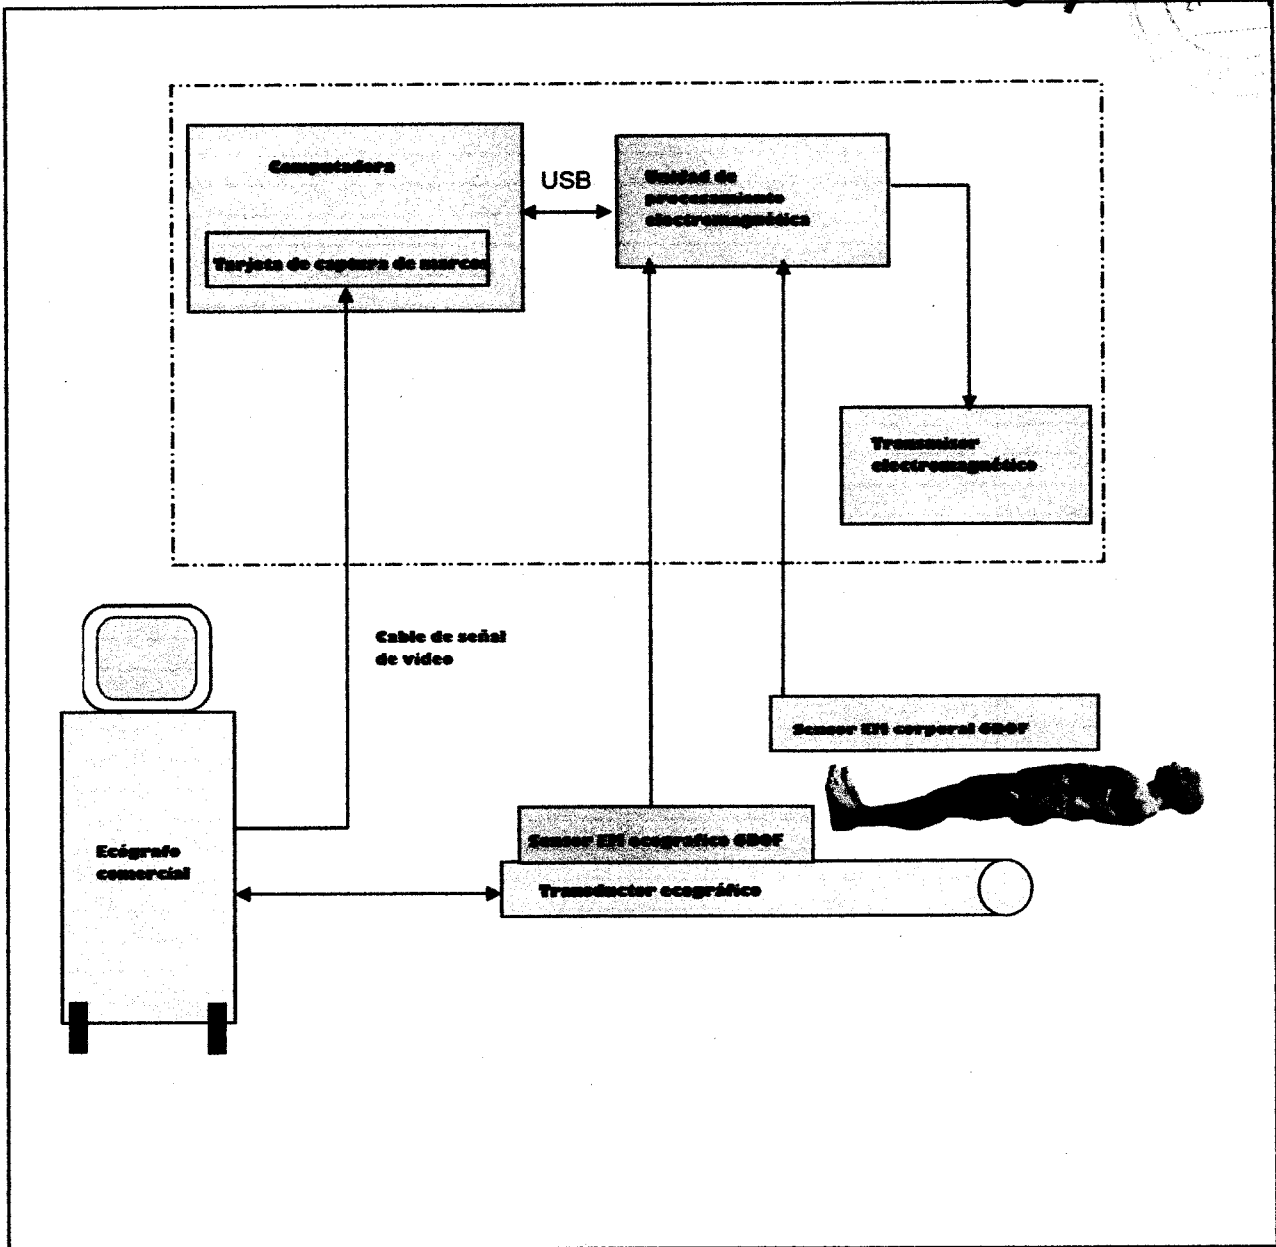 Computadora
USB
Unidad de
procesamiento
electromagnética
Tarjeta de captura de marcos
Transmisor
electromagnético
Cable de señal
de video
Sensor EM corporal 6DOF
Sensor EM ecografico 6DOF
Ecógrafo
comercial
Transductor ecográfico